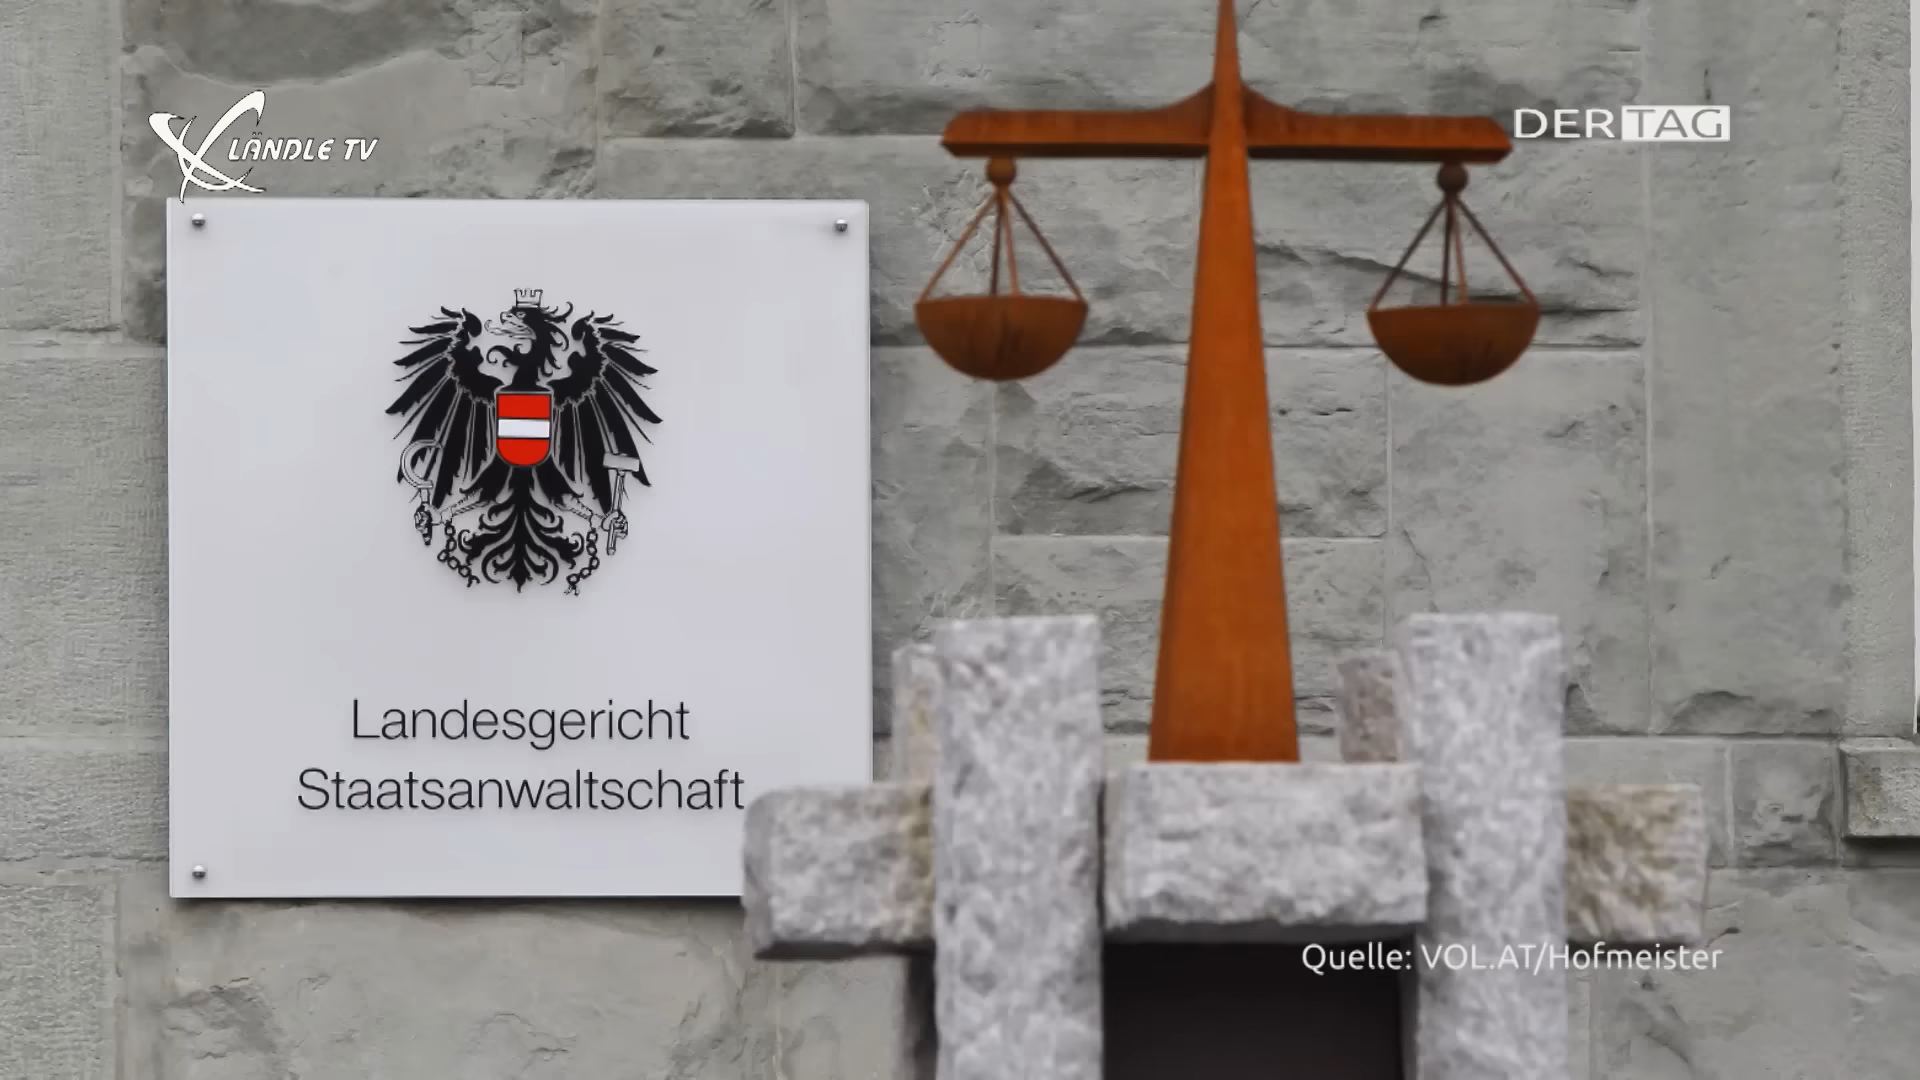 LÄNDLE TV
DERTAG
Landesgericht
Staatsanwaltschaft
Quelle: VOL.AT/Hofmeister